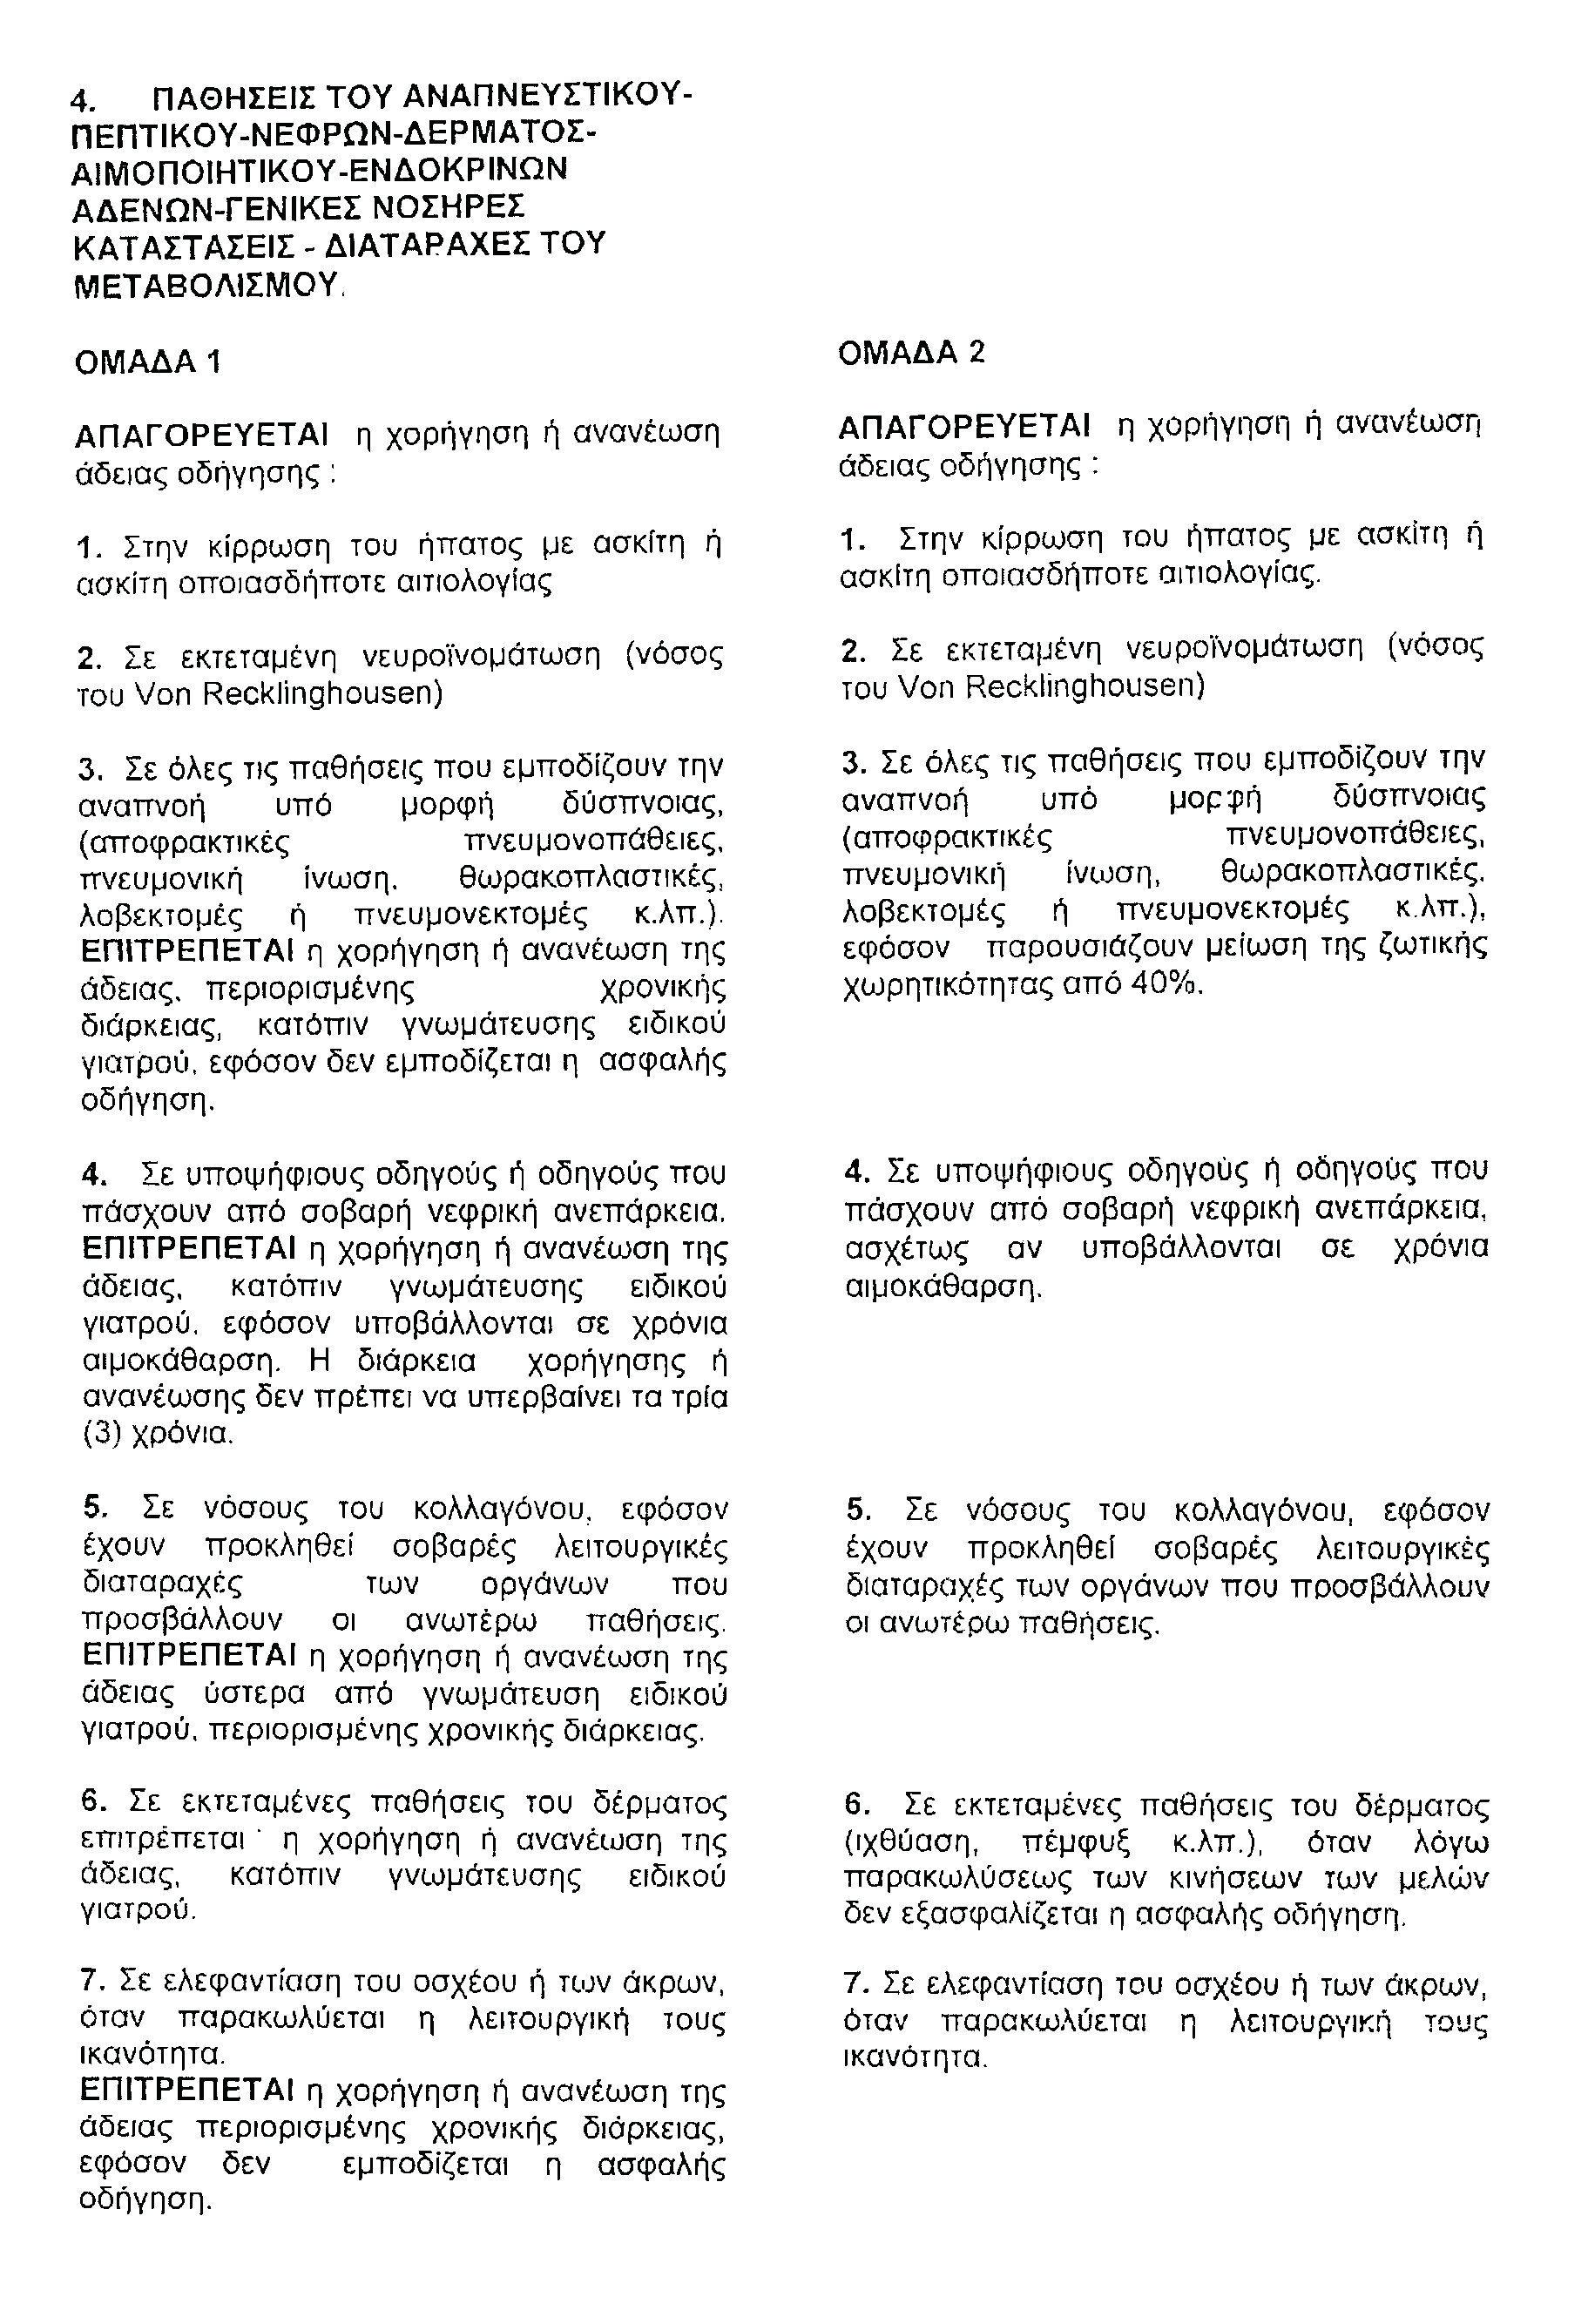 4. ΠΑΘΗΣΕΙΣ ΤΟΥ ΑΝΑΠΝΕΥΣΤΙΚΟΥ-
ΠΕΠΤΙΚΟΥ-ΝΕΦΡΩΝ-ΔΕΡΜΑΤΟΣ-
ΑΙΜΟΠΟΙΗΤΙΚΟΥ-ΕΝΔΟΚΡΙΝΩΝ
ΑΔΕΝΩΝ-ΓΕΝΙΚΕΣ ΝΟΣΗΡΕΣ
ΚΑΤΑΣΤΑΣΕΙΣ - ΔΙΑΤΑΡΑΧΕΣ ΤΟΥ
ΜΕΤΑΒΟΛΙΣΜΟΥ.
ΟΜΑΔΑ 1
ΑΠΑΓΟΡΕΥΕΤΑΙ η χορήγηση ή ανανέωση
άδειας οδήγησης :
1. Στην κίρρωση του ήπατος με ασκίτη ή
ασκίτη οποιασδήποτε αιτιολογίας
2. Σε εκτεταμένη νευροϊνομάτωση (νόσος
του Von Recklinghousen)
3. Σε όλες τις παθήσεις που εμποδίζουν την
αναπνοή υπό μορφή δύσπνοιας,
(αποφρακτικές πνευμονοπάθειες,
πνευμονική ίνωση, θωρακοπλαστικές,
λοβεκτομές ή πνευμονεκτομές κ.λπ.).
ΕΠΙΤΡΕΠΕΤΑΙ η χορήγηση ή ανανέωση της
άδειας, περιορισμένης χρονικής
διάρκειας, κατόπιν γνωμάτευσης ειδικού
γιατρού, εφόσον δεν εμποδίζεται η ασφαλής
οδήγηση.
4. Σε υποψήφιους οδηγούς ή οδηγούς που
πάσχουν από σοβαρή νεφρική ανεπάρκεια.
ΕΠΙΤΡΕΠΕΤΑΙ η χορήγηση ή ανανέωση της
άδειας, κατόπιν γνωμάτευσης ειδικού
γιατρού, εφόσον υποβάλλονται σε χρόνια
αιμοκάθαρση. Η διάρκεια χορήγησης ή
ανανέωσης δεν πρέπει να υπερβαίνει τα τρία
(3) χρόνια.
5. Σε νόσους του κολλαγόνου, εφόσον
έχουν προκληθεί σοβαρές λειτουργικές
διαταραχές των οργάνων που
προσβάλλουν οι ανωτέρω παθήσεις.
ΕΠΙΤΡΕΠΕΤΑΙ η χορήγηση ή ανανέωση της
άδειας ύστερα από γνωμάτευση ειδικού
γιατρού, περιορισμένης χρονικής διάρκειας.
6. Σε εκτεταμένες παθήσεις του δέρματος
επιτρέπεται η χορήγηση ή ανανέωση της
άδειας, κατόπιν γνωμάτευσης ειδικού
γιατρού.
7. Σε ελεφαντίαση του οσχέου ή των άκρων,
όταν παρακωλύεται η λειτουργική τους
ικανότητα.
ΕΠΙΤΡΕΠΕΤΑΙ η χορήγηση ή ανανέωση της
άδειας περιορισμένης χρονικής διάρκειας,
εφόσον δεν εμποδίζεται η ασφαλής
οδήγηση.
ΟΜΑΔΑ 2
ΑΠΑΓΟΡΕΥΕΤΑΙ η χορήγηση ή ανανέωση
άδειας οδήγησης :
1. Στην κίρρωση του ήπατος με ασκίτη ή
ασκίτη οποιασδήποτε αιτιολογίας.
2. Σε εκτεταμένη νευροϊνομάτωση (νόσος
του Von Recklinghousen)
3. Σε όλες τις παθήσεις που εμποδίζουν την
αναπνοή υπό μορφή δύσπνοιας
(αποφρακτικές πνευμονοπάθειες,
πνευμονική ίνωση, θωρακοπλαστικές,
λοβεκτομές ή πνευμονεκτομές κ.λπ.),
εφόσον παρουσιάζουν μείωση της ζωτικής
χωρητικότητας από 40%.
4. Σε υποψήφιους οδηγούς ή οδηγούς που
πάσχουν από σοβαρή νεφρική ανεπάρκεια,
ασχέτως αν υποβάλλονται σε χρόνια
αιμοκάθαρση.
5. Σε νόσους του κολλαγόνου, εφόσον
έχουν προκληθεί σοβαρές λειτουργικές
διαταραχές των οργάνων που προσβάλλουν
οι ανωτέρω παθήσεις.
6. Σε εκτεταμένες παθήσεις του δέρματος
(ιχθύαση, πέμφυξ κ.λπ.), όταν λόγω
παρακωλύσεως των κινήσεων των μελών
δεν εξασφαλίζεται η ασφαλής οδήγηση.
7. Σε ελεφαντίαση του οσχέου ή των άκρων,
όταν παρακωλύεται η λειτουργική τους
ικανότητα.